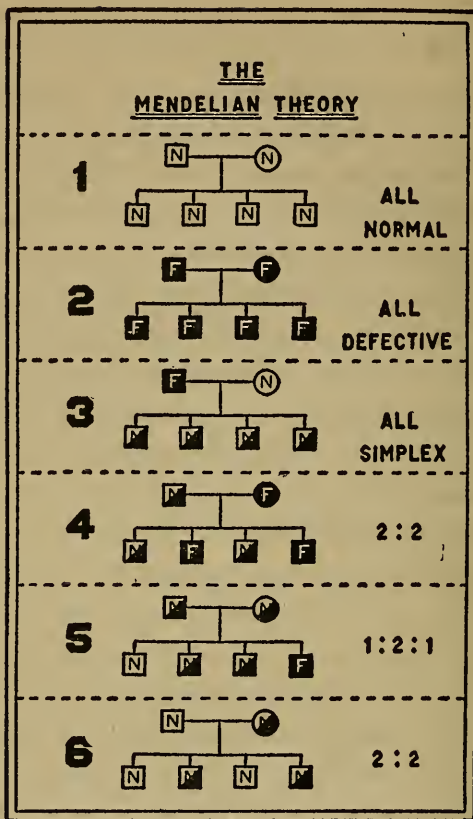 THE
MENDELIAN THEORY
1
N N
N N N N
ALL
NORMAL
2
F F
F F F F
ALL
DEFECTIVE
3
F N
N N N N
ALL
SIMPLEX
4
N F
N F N F
2:2
5
N N
N N N F
1:2:1
6
N N
N N N N
2:2